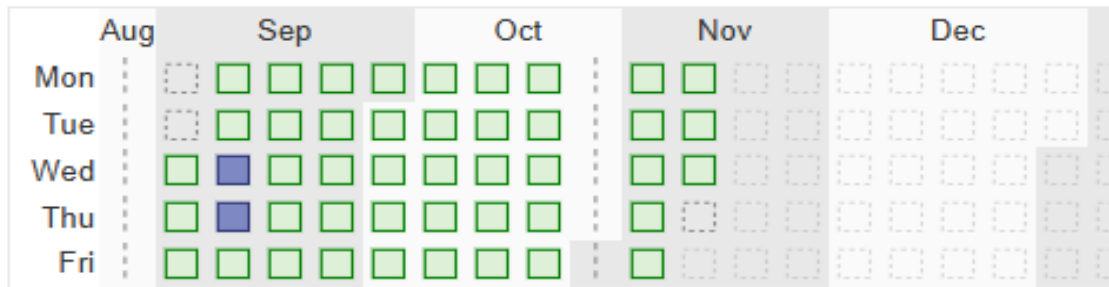 Aug Sep Oct Nov Dec
Mon
Tue
Wed
Thu
Fri